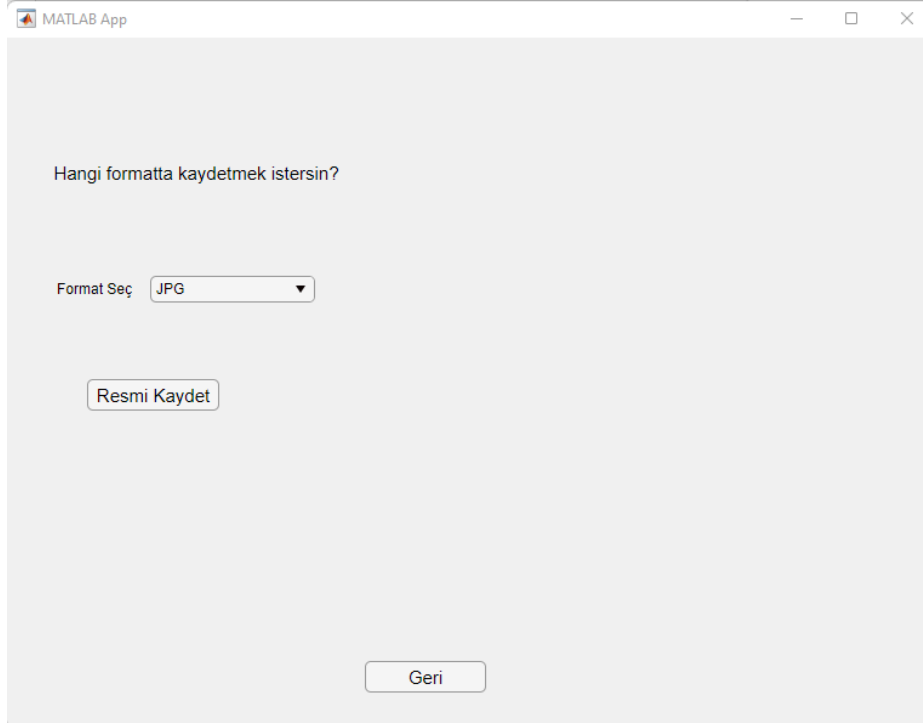 MATLAB App
Hangi formatta kaydetmek istersin?
Format Seç JPG
Resmi Kaydet
Geri